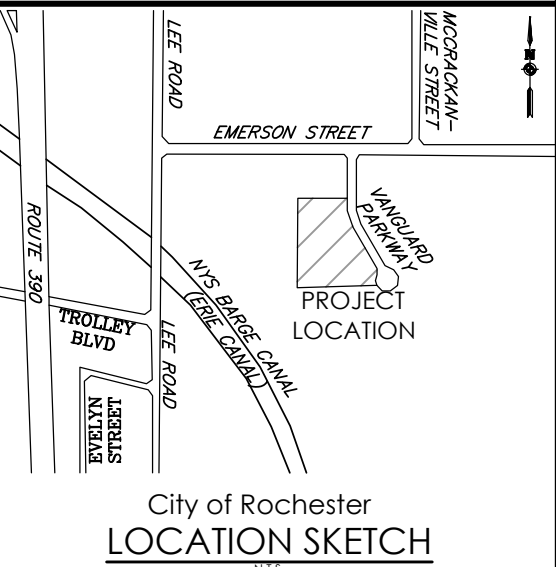 LEE ROAD
MCCRACKAN-
VILLE STREET
N
EMERSON STREET
VANGUARD
PARKWAY
ROUTE 390
NYS BARGE CANAL
(ERIE CANAL)
PROJECT
LOCATION
TROLLEY
BLVD
LEE ROAD
EVELYN
STREET
City of Rochester
LOCATION SKETCH
N.T.S.